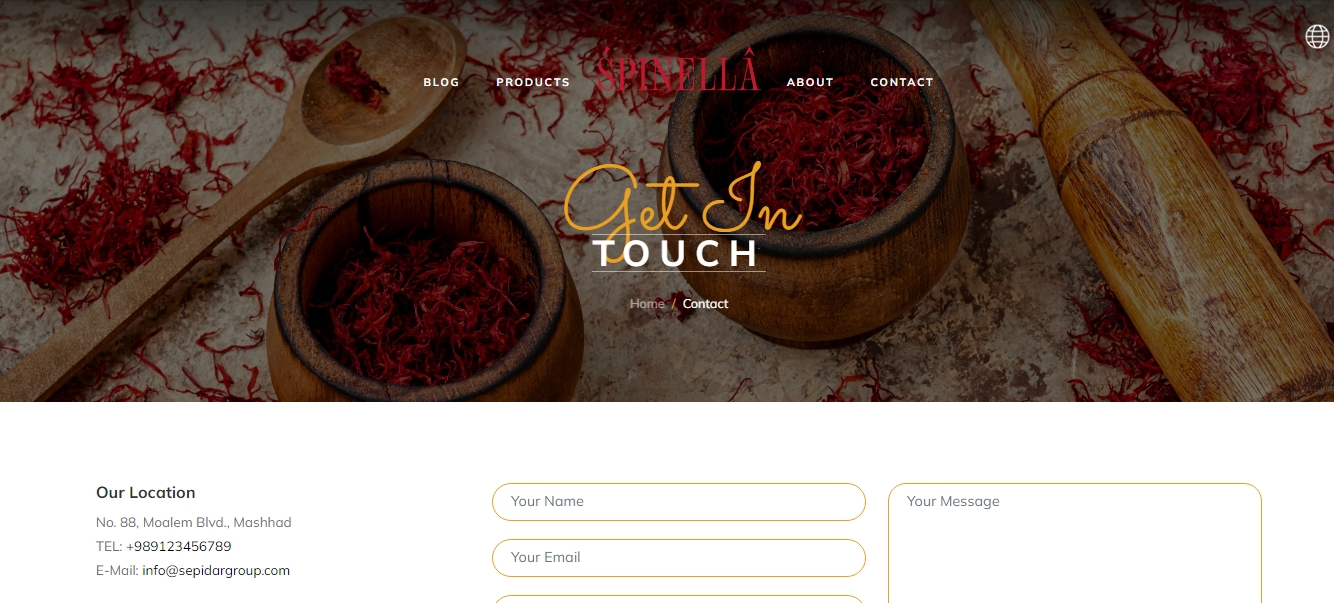 BLOG PRODUCTS ŚPINELLÂ ABOUT CONTACT
Get In
TOUCH
Home / Contact
Our Location
No. 88, Moalem Blvd., Mashhad
TEL: +989123456789
E-Mail: info@sepidargroup.com
Your Name
Your Email
Your Message